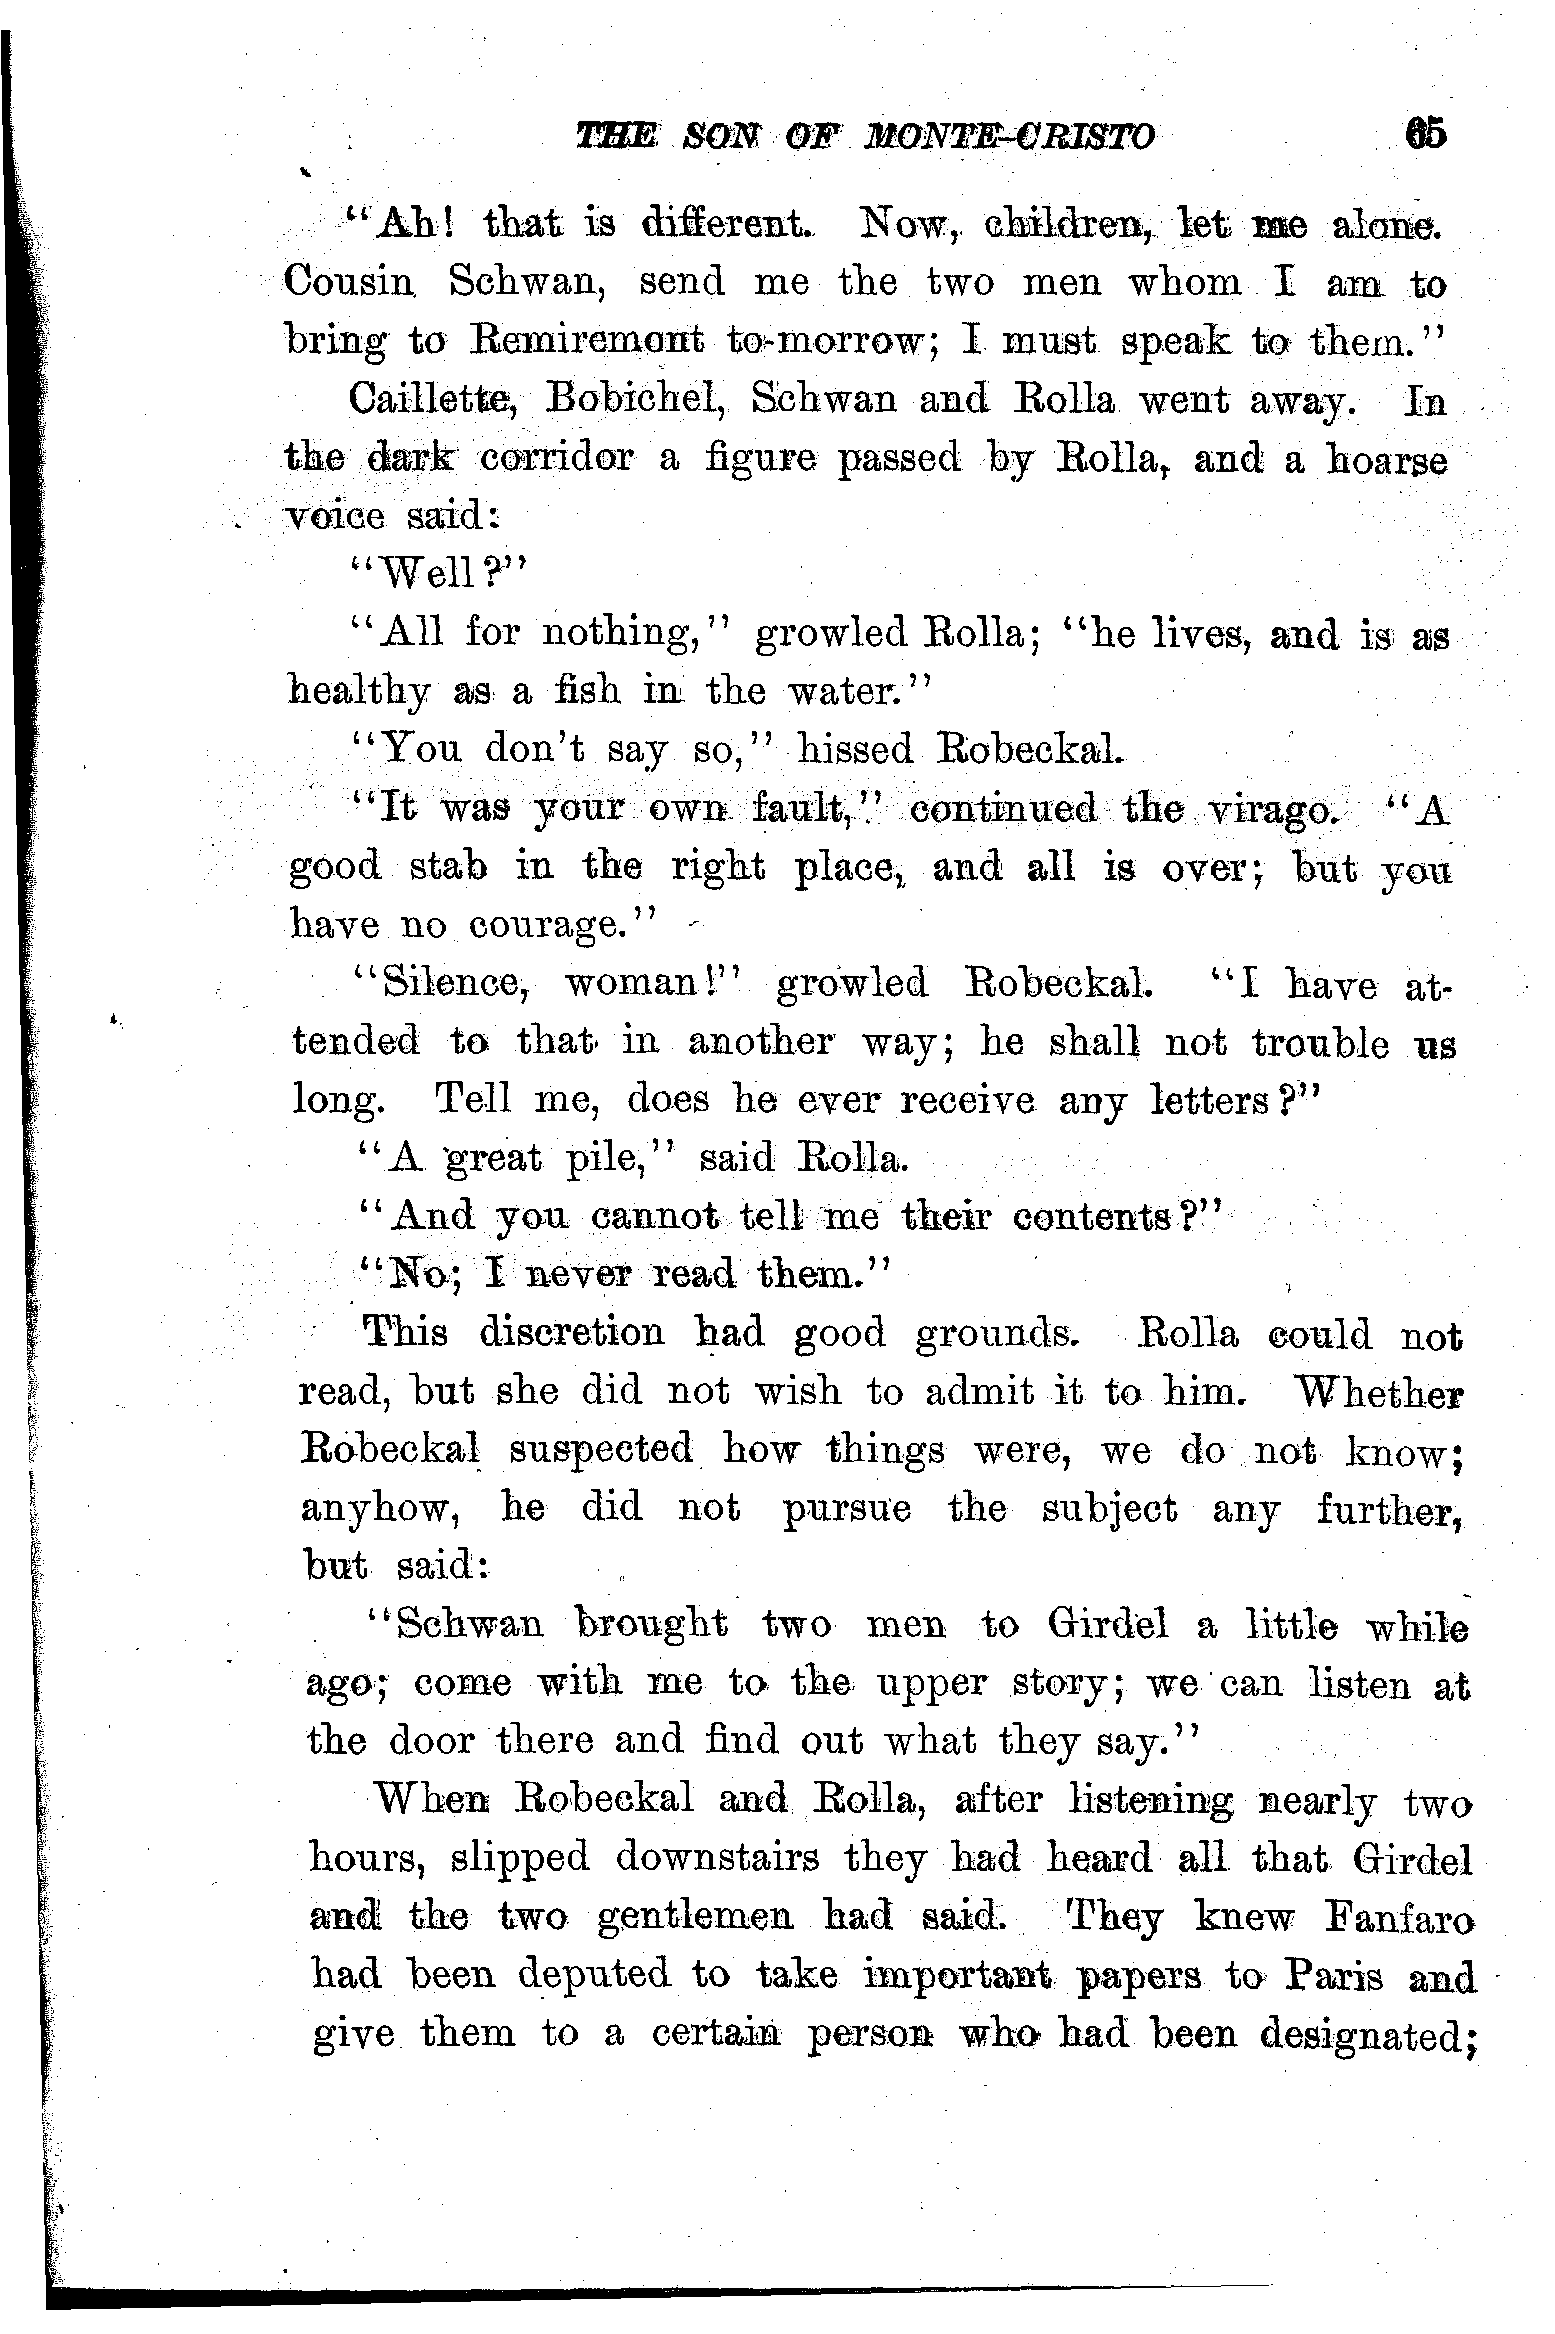 THE SON OF MONTE-CRISTO 65
"Ah! that is different. Now, children, let me alone.
Cousin Schwan, send me the two men whom I am to
bring to Remiremont to-morrow; I must speak to them."
Caillette, Bobichel, Schwan and Rolla went away. In
the dark corridor a figure passed by Rolla, and a hoarse
voice said:
"Well?"
"All for nothing," growled Rolla; "he lives, and is as
healthy as a fish in the water."
"You don't say so," hissed Robeckal.
"It was your own fault," continued the virago. "A
good stab in the right place, and all is over; but you
have no courage."
"Silence, woman!" growled Robeckal. "I have at-
tended to that in another way; he shall not trouble us
long. Tell me, does he ever receive any letters?"
"A great pile," said Rolla.
"And you cannot tell me their contents?"
"No; I never read them."
This discretion had good grounds. Rolla could not
read, but she did not wish to admit it to him. Whether
Robeckal suspected how things were, we do not know;
anyhow, he did not pursue the subject any further,
but said:
"Schwan brought two men to Girdel a little while
ago; come with me to the upper story; we can listen at
the door there and find out what they say."
When Robeckal and Rolla, after listening nearly two
hours, slipped downstairs they had heard all that Girdel
and the two gentlemen had said. They knew Fanfaro
had been deputed to take important papers to Paris and
give them to a certain person who had been designated;